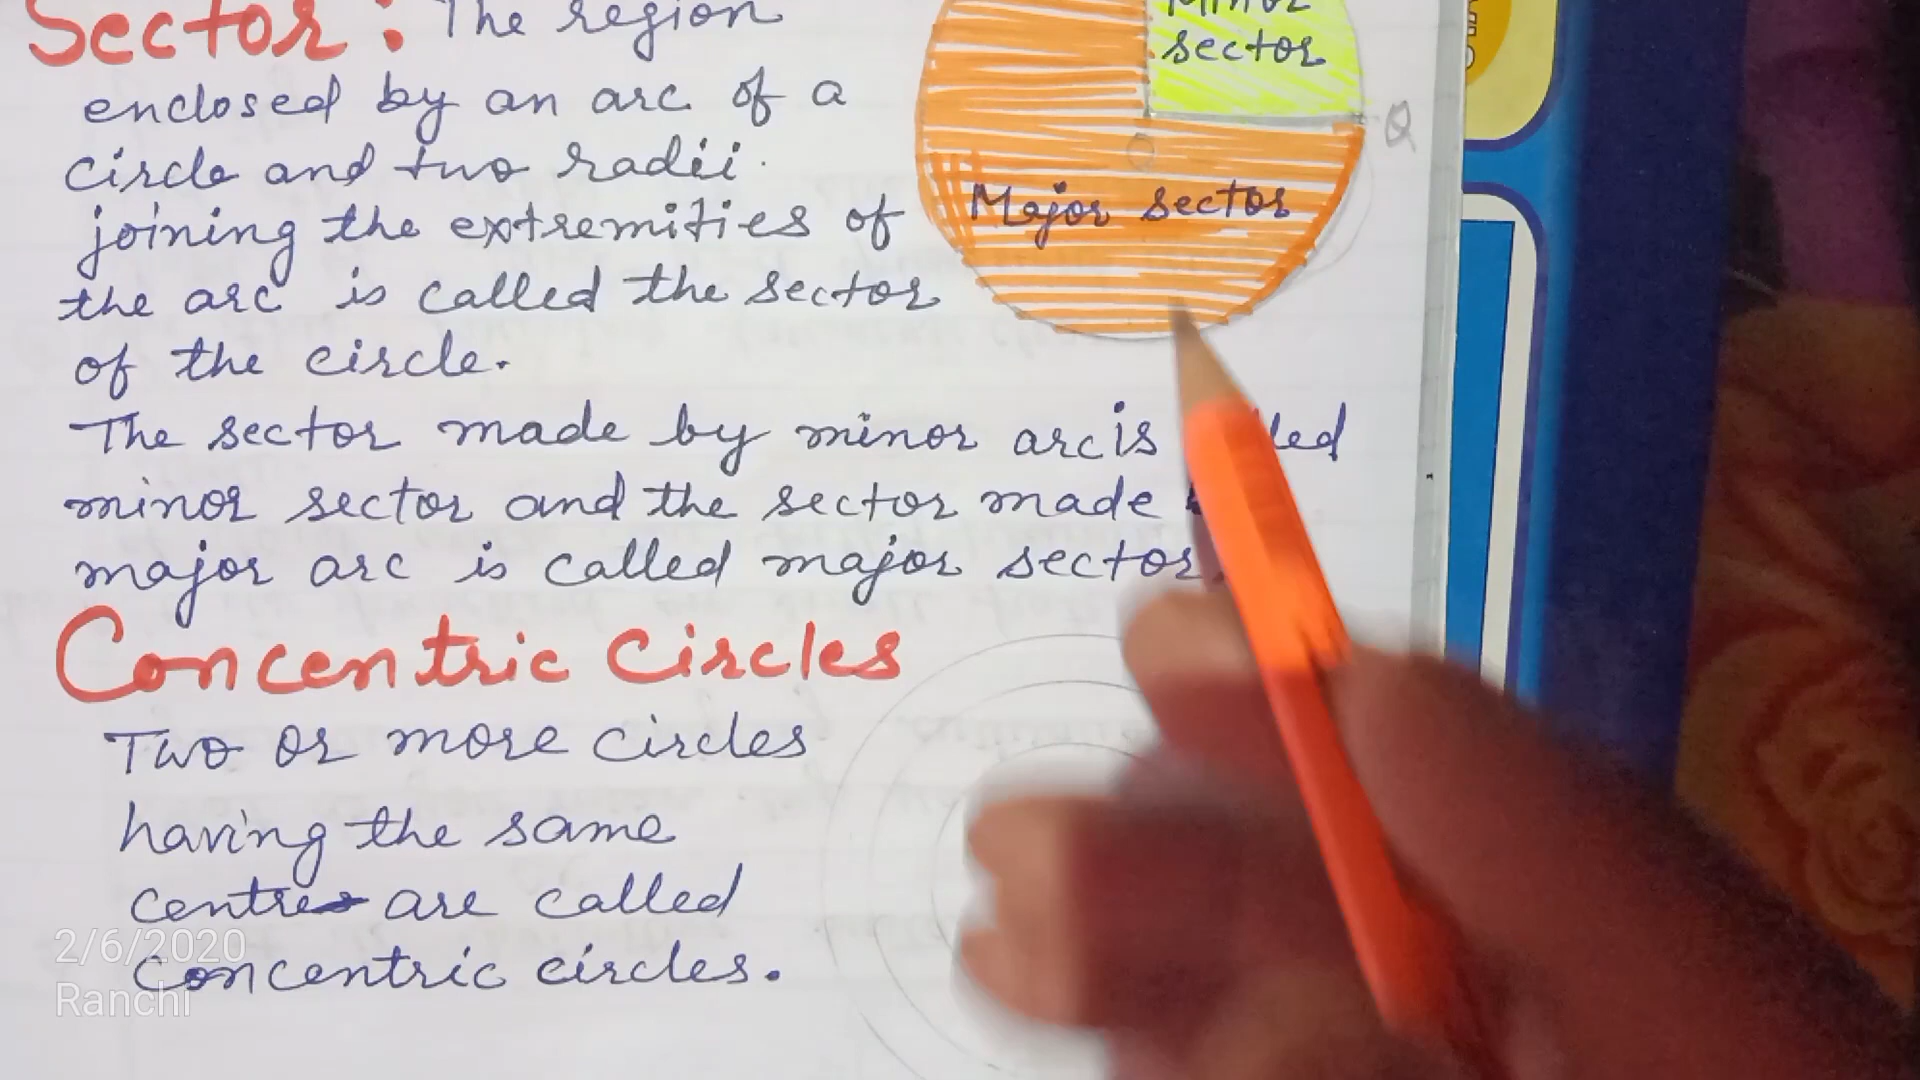 Sector: The region
enclosed by an arc of a
circle and two radii
joining the extremities of
the arc is called the sector
of the circle.
The sector made by minor arc is
minor sector and the sector made
major arc is called major sector.
Minor
sector
Q
O
Major sector
Concentric Circles
Two or more circles
having the same
centre are called
concentric circles.
2/6/2020
Ranchi